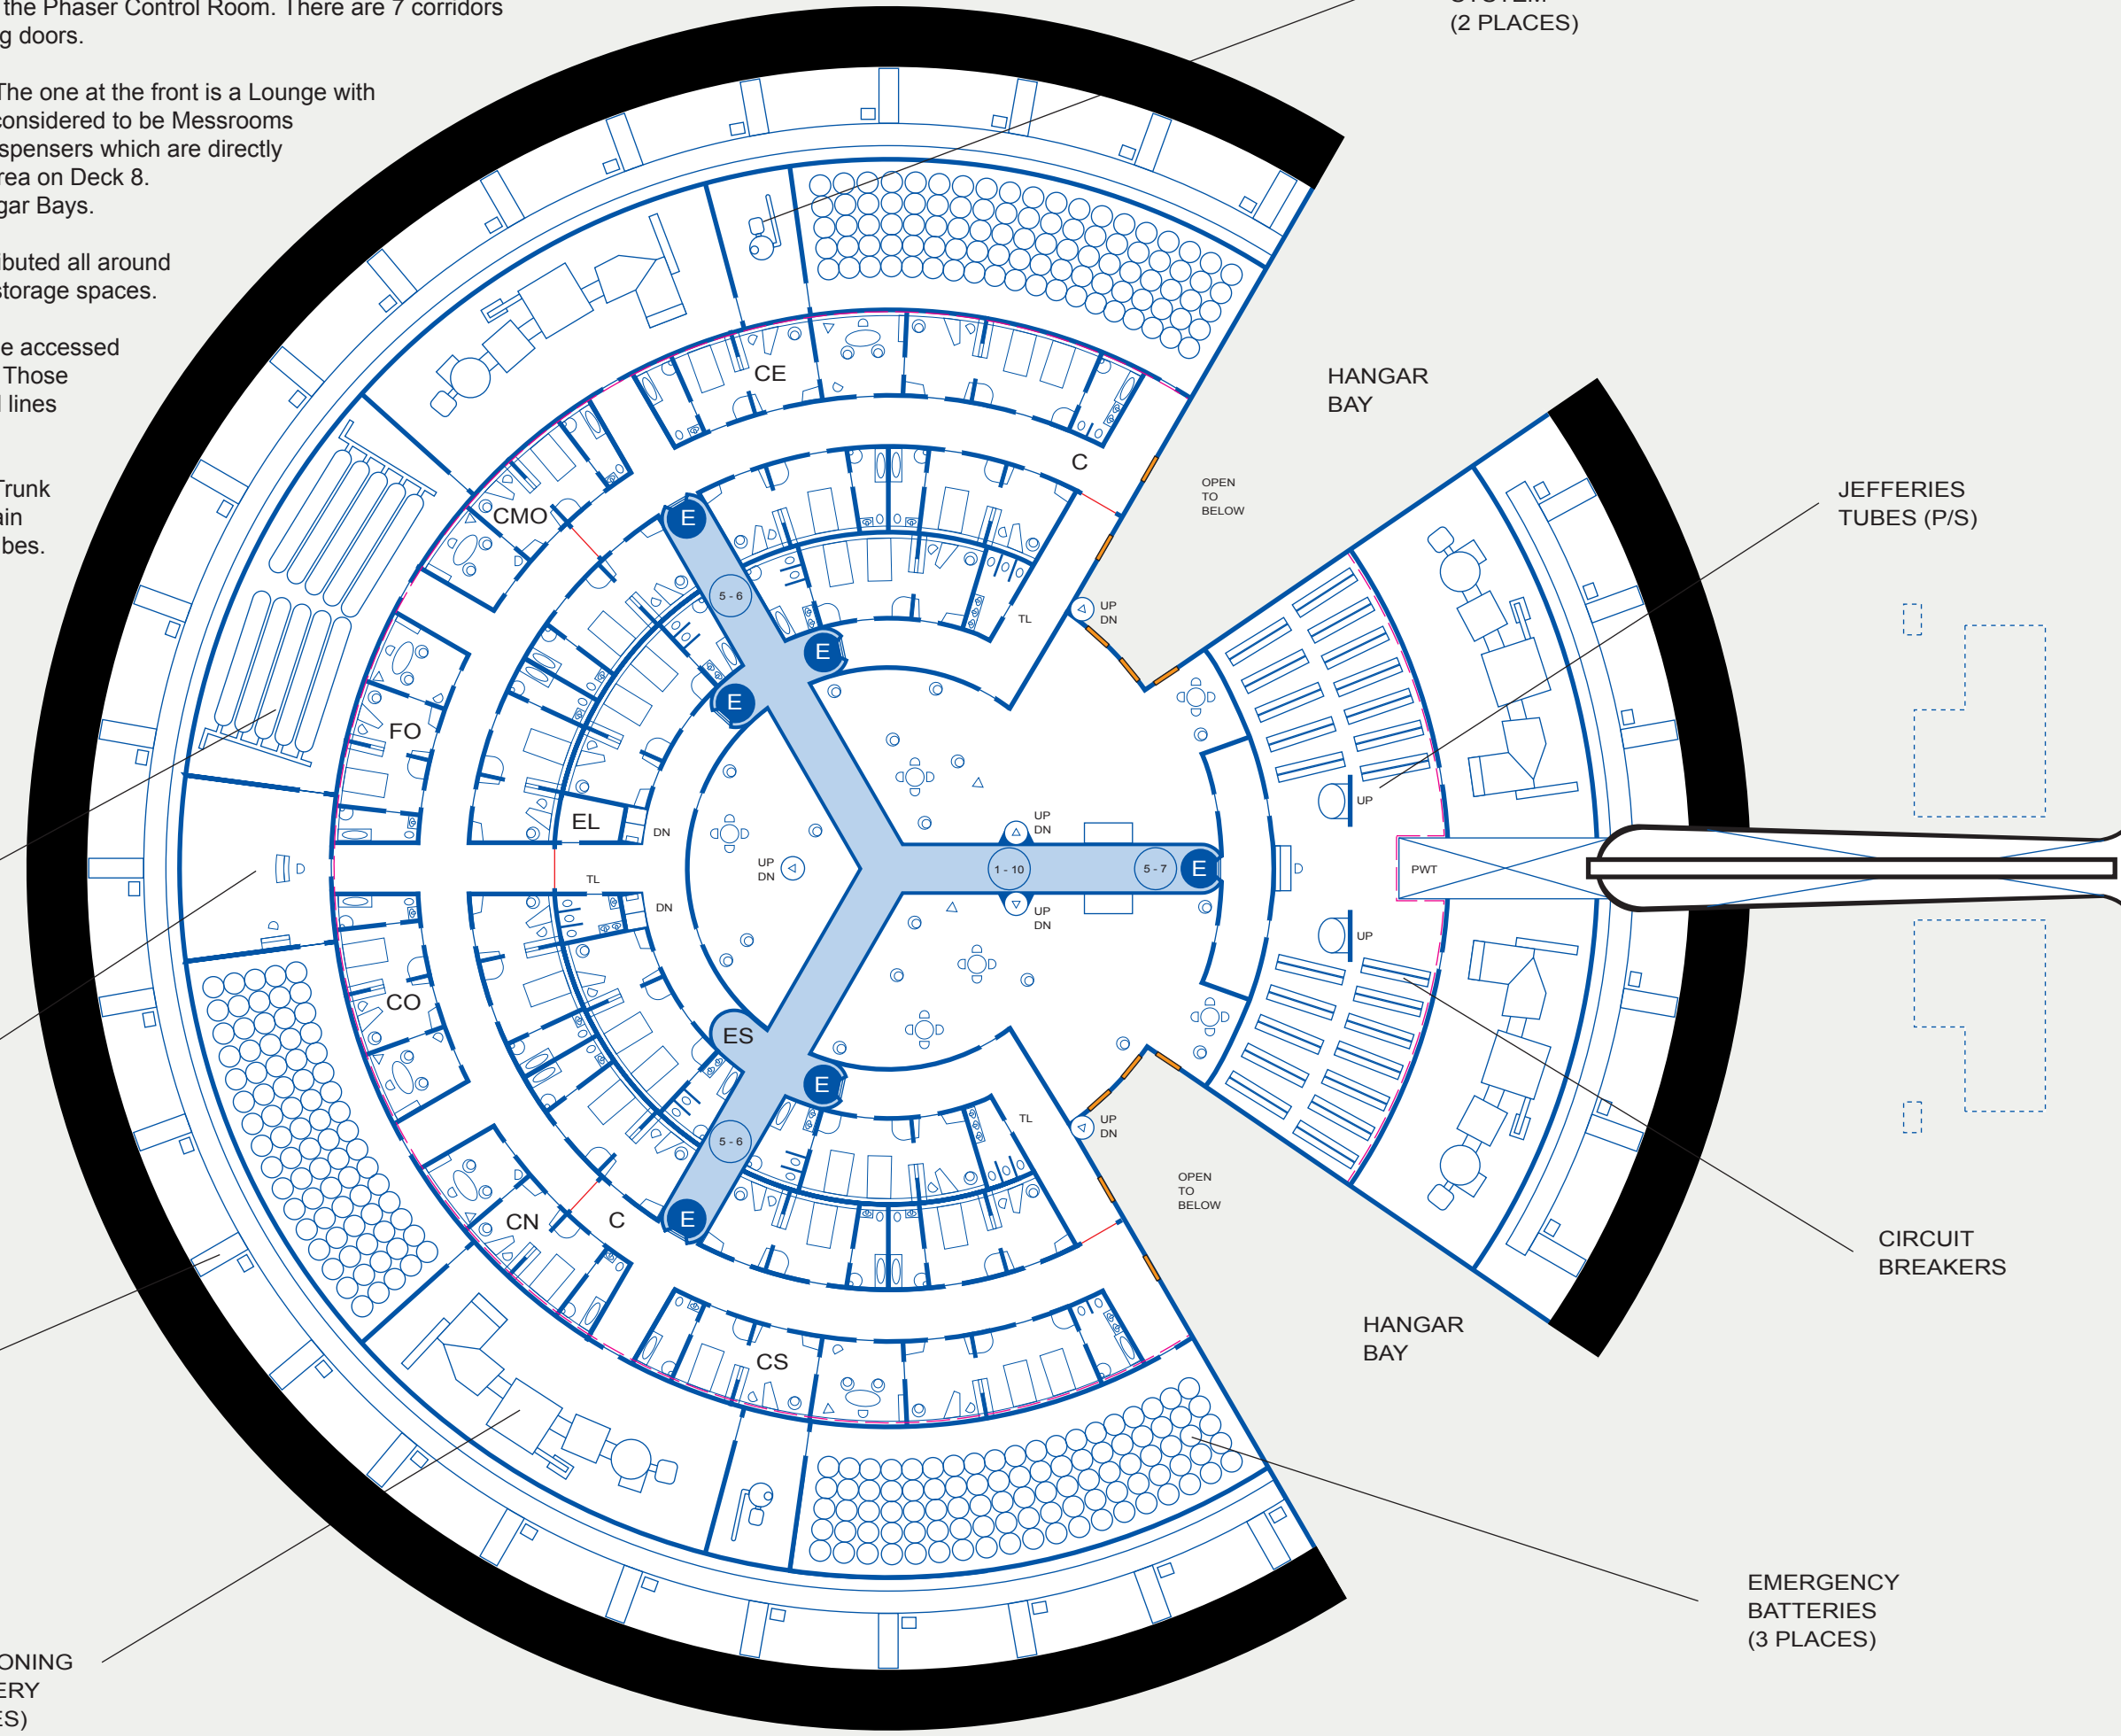 the Phaser Control Room. There are 7 corridors
g doors.
The one at the front is a Lounge with
considered to be Messrooms
spensers which are directly
rea on Deck 8.
gar Bays.
ibuted all around
storage spaces.
e accessed
Those
l lines
Trunk
ain
bes.
(2 PLACES)
HANGAR
BAY
JEFFERIES
TUBES (P/S)
CE
C
CMO
OPEN
TO
BELOW
E
5 - 6
UP
DN
TL
E
E
FO
EL
DN
UP
DN
UP
TL
UP
DN
1 - 10
5 - 7
E
PWT
DN
UP
DN
UP
CO
ES
E
5 - 6
TL
UP
DN
OPEN
TO
BELOW
CN
C
E
CIRCUIT
BREAKERS
HANGAR
BAY
CS
EMERGENCY
BATTERIES
(3 PLACES)
ONING
ERY
ES)